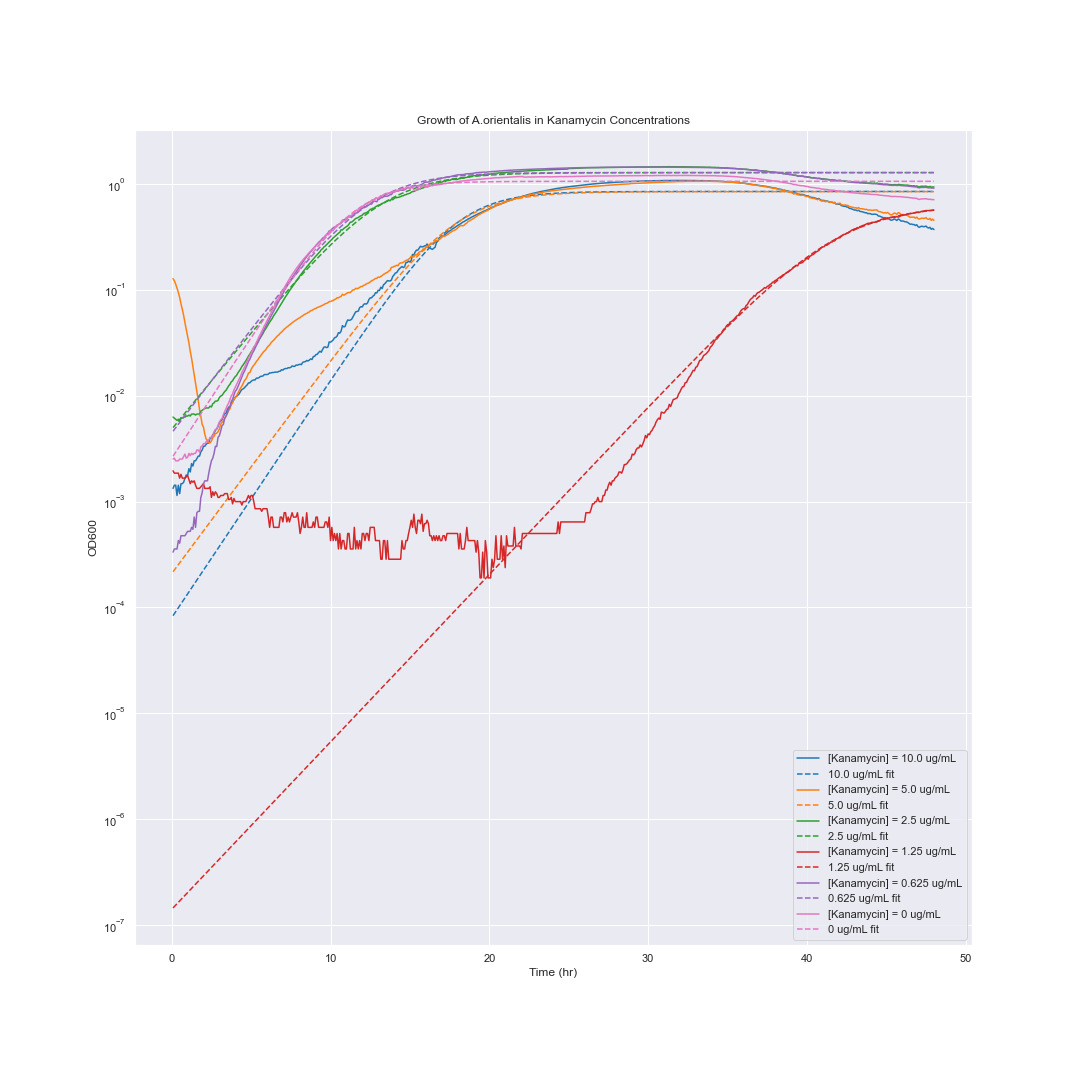 Growth of A.orientalis in Kanamycin Concentrations
OD600
10⁰
10⁻¹
10⁻²
10⁻³
10⁻⁴
10⁻⁵
10⁻⁶
10⁻⁷
[Kanamycin] = 10.0 ug/mL
10.0 ug/mL fit
[Kanamycin] = 5.0 ug/mL
5.0 ug/mL fit
[Kanamycin] = 2.5 ug/mL
2.5 ug/mL fit
[Kanamycin] = 1.25 ug/mL
1.25 ug/mL fit
[Kanamycin] = 0.625 ug/mL
0.625 ug/mL fit
[Kanamycin] = 0 ug/mL
0 ug/mL fit
0 10 20 30 40 50
Time (hr)